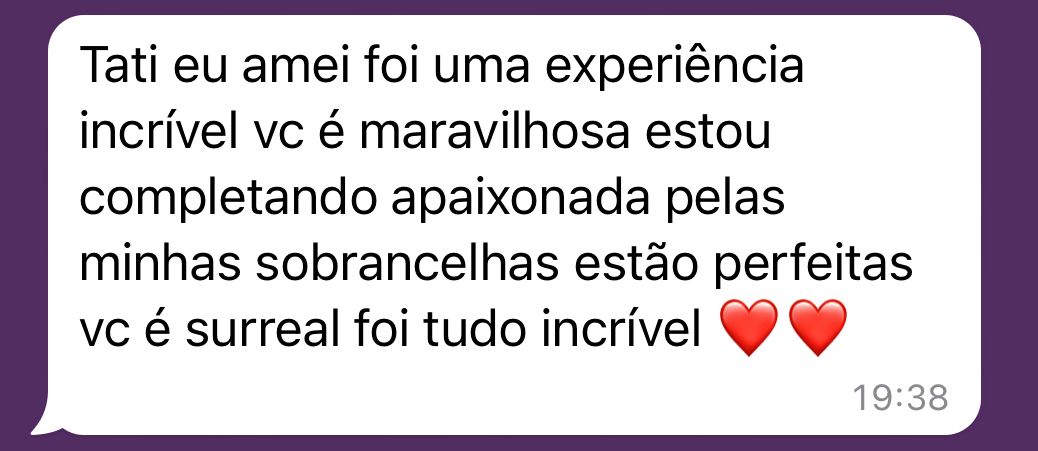 Tati eu amei foi uma experiência
incrível vc é maravilhosa estou
completando apaixonada pelas
minhas sobrancelhas estão perfeitas
vc é surreal foi tudo incrível ❤️❤️
19:38